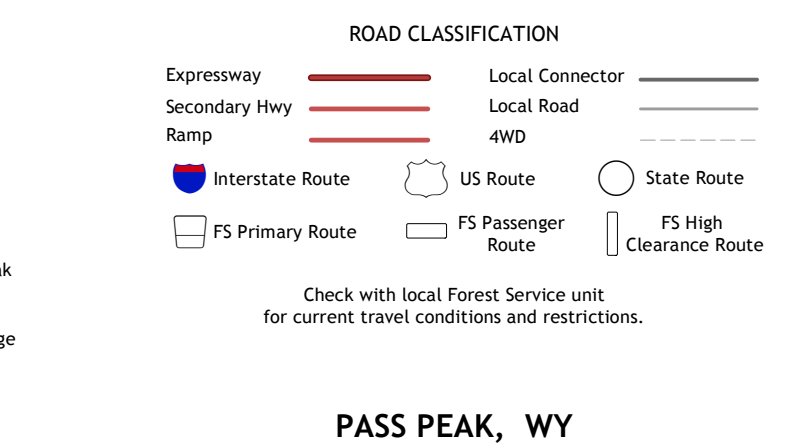 ROAD CLASSIFICATION
Expressway
Secondary Hwy
Ramp
Local Connector
Local Road
4WD
Interstate Route
US Route
State Route
FS Primary Route
FS Passenger
Route
FS High
Clearance Route
Check with local Forest Service unit
for current travel conditions and restrictions.
PASS PEAK, WY